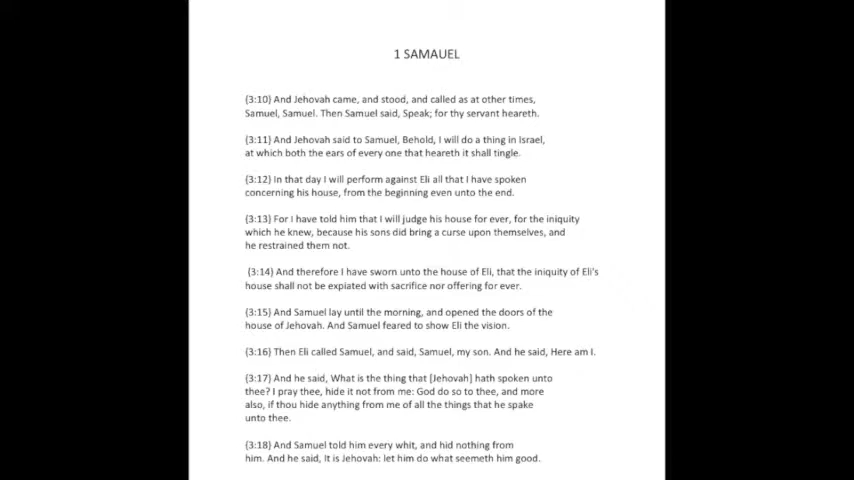 1 SAMAUEL
{3:10} And Jehovah came, and stood, and called as at other times,
Samuel, Samuel. Then Samuel said, Speak; for thy servant heareth.
{3:11} And Jehovah said to Samuel, Behold, I will do a thing in Israel,
at which both the ears of every one that heareth it shall tingle.
{3:12} In that day I will perform against Eli all that I have spoken
concerning his house, from the beginning even unto the end.
{3:13} For I have told him that I will judge his house for ever, for the iniquity
which he knew, because his sons did bring a curse upon themselves, and
he restrained them not.
{3:14} And therefore I have sworn unto the house of Eli, that the iniquity of Eli's
house shall not be expiated with sacrifice nor offering for ever.
{3:15} And Samuel lay until the morning, and opened the doors of the
house of Jehovah. And Samuel feared to show Eli the vision.
{3:16} Then Eli called Samuel, and said, Samuel, my son. And he said, Here am I.
{3:17} And he said, What is the thing that [Jehovah] hath spoken unto
thee? I pray thee, hide it not from me: God do so to thee, and more
also, if thou hide anything from me of all the things that he spake
unto thee.
{3:18} And Samuel told him every whit, and hid nothing from
him. And he said, It is Jehovah: let him do what seemeth him good.